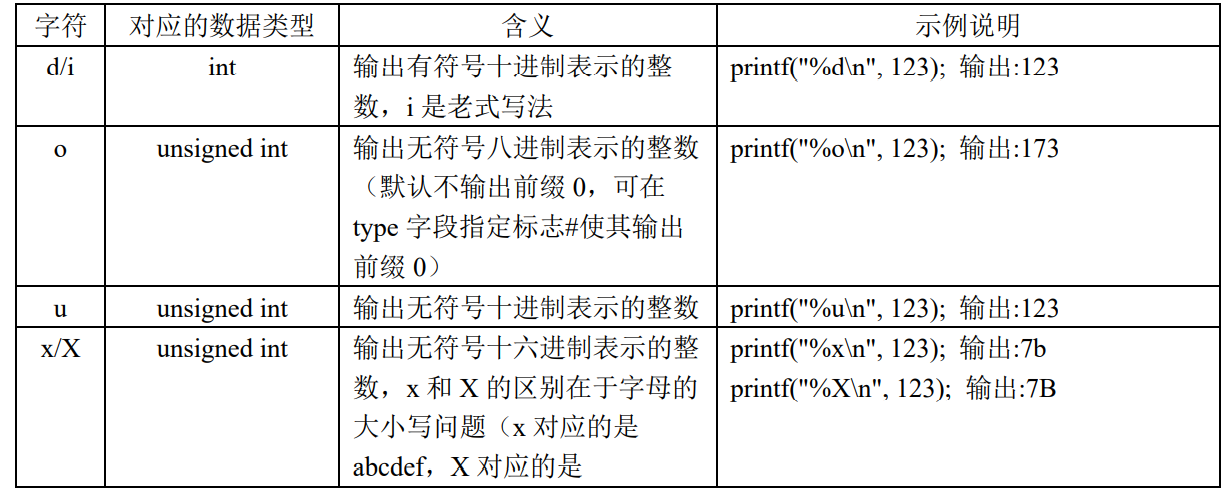 字符 对应的数据类型 含义 示例说明
d/i int 输出有符号十进制表示的整 printf("%d\n", 123); 输出:123
数，i 是老式写法
o unsigned int 输出无符号八进制表示的整数 printf("%o\n", 123); 输出:173
（默认不输出前缀 0，可在
type 字段指定标志#使其输出
前缀 0）
u unsigned int 输出无符号十进制表示的整数 printf("%u\n", 123); 输出:123
x/X unsigned int 输出无符号十六进制表示的整 printf("%x\n", 123); 输出:7b
数，x 和 X 的区别在于字母的 printf("%X\n", 123); 输出:7B
大小写问题（x 对应的是
abcdef，X 对应的是